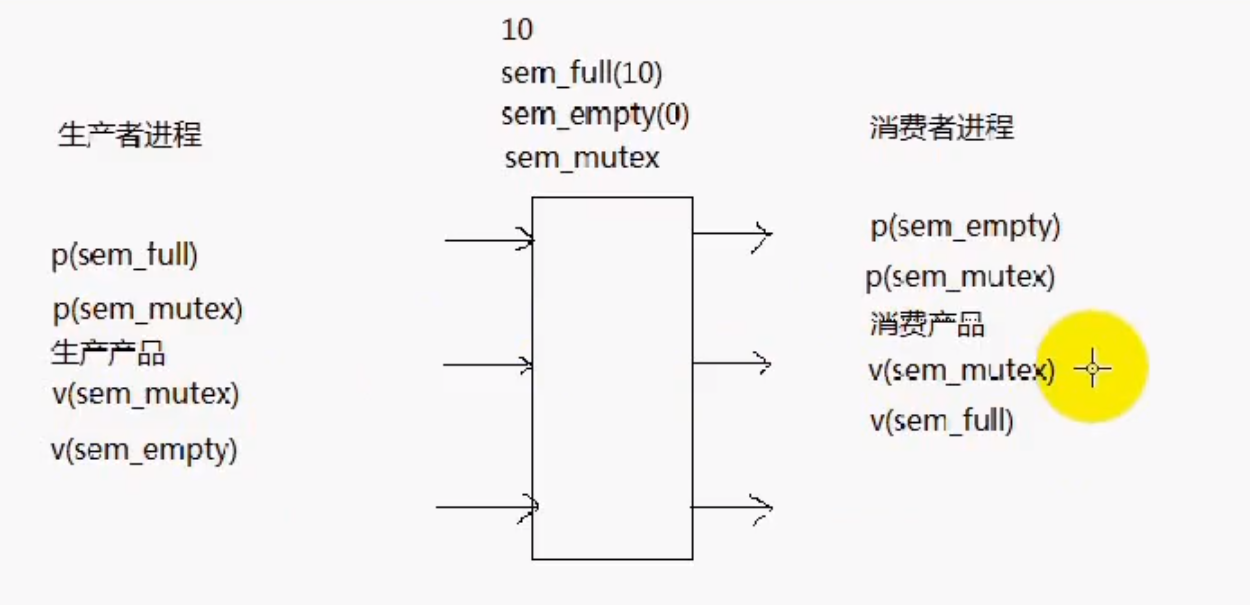 10
sem_full(10)
sem_empty(0)
sem_mutex
生产者进程
p(sem_full)
p(sem_mutex)
生产产品
v(sem_mutex)
v(sem_empty)
消费者进程
p(sem_empty)
p(sem_mutex)
消费产品
v(sem_mutex)
v(sem_full)